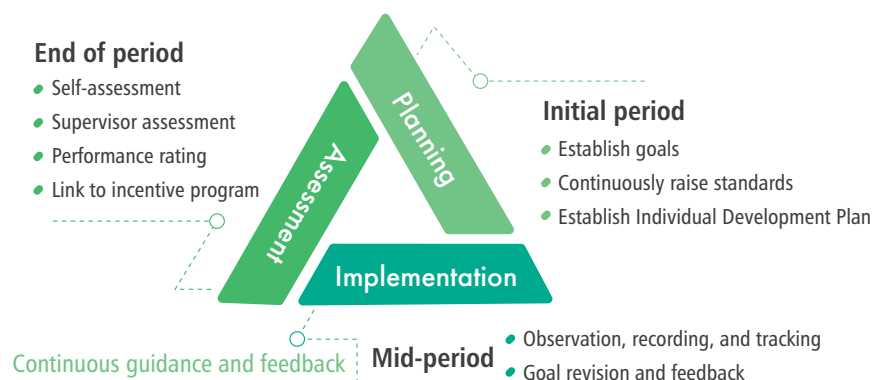 End of period
Self-assessment
Supervisor assessment
Performance rating
Link to incentive program
Planning
Assessment
Implementation
Initial period
Establish goals
Continuously raise standards
Establish Individual Development Plan
Continuous guidance and feedback
Mid-period
Observation, recording, and tracking
Goal revision and feedback